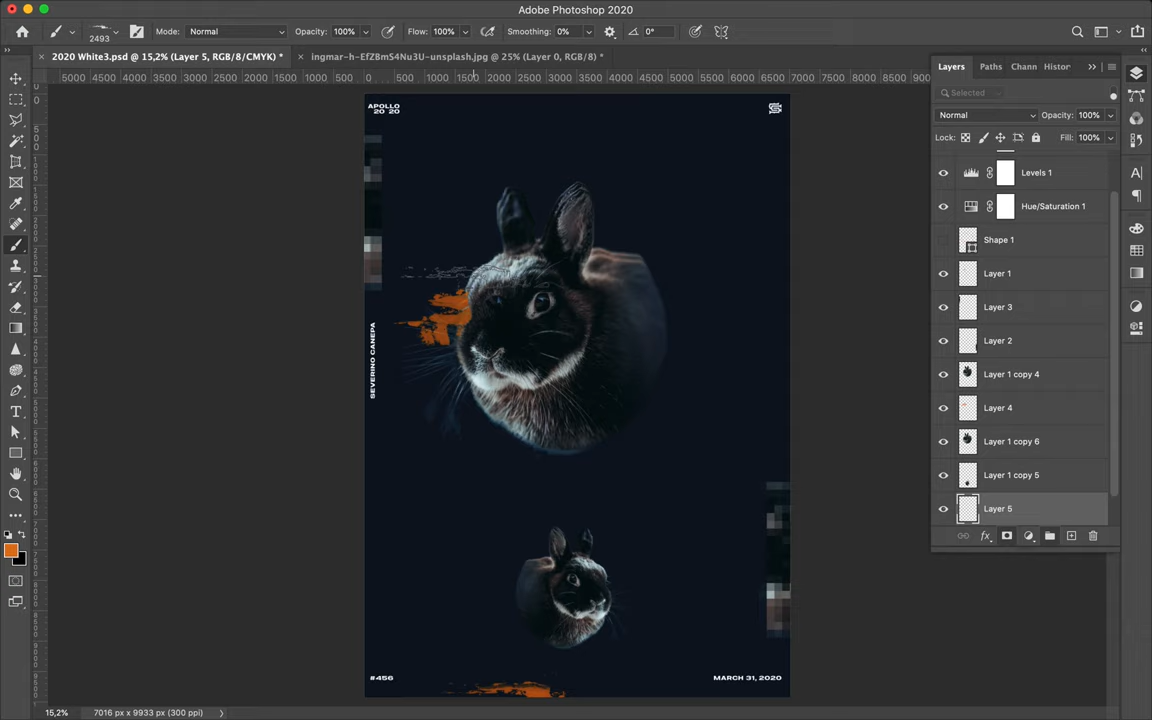 Adobe Photoshop 2020
2493
Mode: Normal
Opacity: 100%
Flow: 100%
Smoothing: 0%
0°
2020 White3.psd @ 15,2% (Layer 5, RGB/8/CMYK) *
ingmar-h-EfZBm54Nu3U-unsplash.jpg @ 25% (Layer 0, RGB/8) *
5000 4500 4000 3500 3000 2500 2000 1500 1000 500 0 500 1000 1500 2000 2500 3000 3500 4000 4500 5000 5500 6000 6500 7000 7500 8000 8500
Layers
Paths
Chann
Histor
Selected
Normal
Opacity: 100%
Lock:
Fill: 100%
Levels 1
Hue/Saturation 1
Shape 1
Layer 1
Layer 3
Layer 2
Layer 1 copy 4
Layer 4
Layer 1 copy 6
Layer 1 copy 5
Layer 5
fx
APOLLO
20 20
SEVERINO CANEPA
#456
MARCH 31, 2020
15,2%
7016 px x 9933 px (300 ppi)